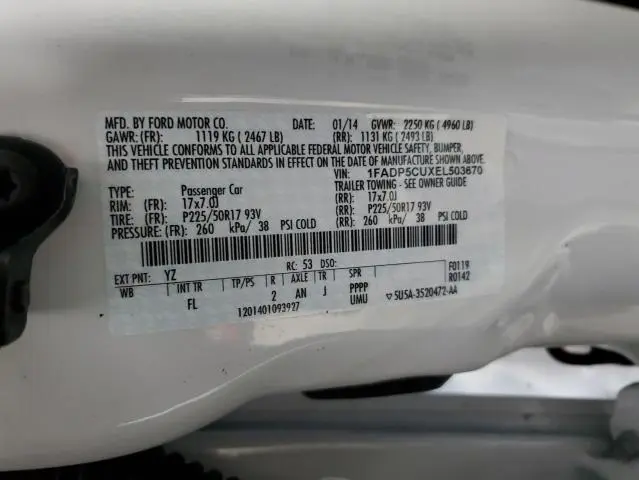 MFD. BY FORD MOTOR CO. DATE: 01/14 GVWR: 2250 KG ( 4960 LB)
GAWR: (FR): 1119 KG ( 2467 LB) (RR): 1131 KG ( 2493 LB)
THIS VEHICLE CONFORMS TO ALL APPLICABLE FEDERAL MOTOR VEHICLE SAFETY, BUMPER,
AND THEFT PREVENTION STANDARDS IN EFFECT ON THE DATE OF MANUFACTURE SHOWN ABOVE.
VIN: 1FADP5CUXEL503670
TYPE: Passenger Car TRAILER TOWING - SEE OWNER GUIDE
RIM: (FR) 17x7.0J (RR) 17x7.0J
TIRE: (FR) P225/50R17 93V (RR) P225/50R17 93V
PRESSURE: (FR) 260 kPa/ 38 PSI COLD (RR) 260 kPa/ 38 PSI COLD
EXT PNT: YZ RC: 53 DSO: F0119
WB INT TR TP/PS R AXLE TR SPR R0142
FL 2 AN J PPPP
UMU ▽5U5A-3520472-AA
1201401093927